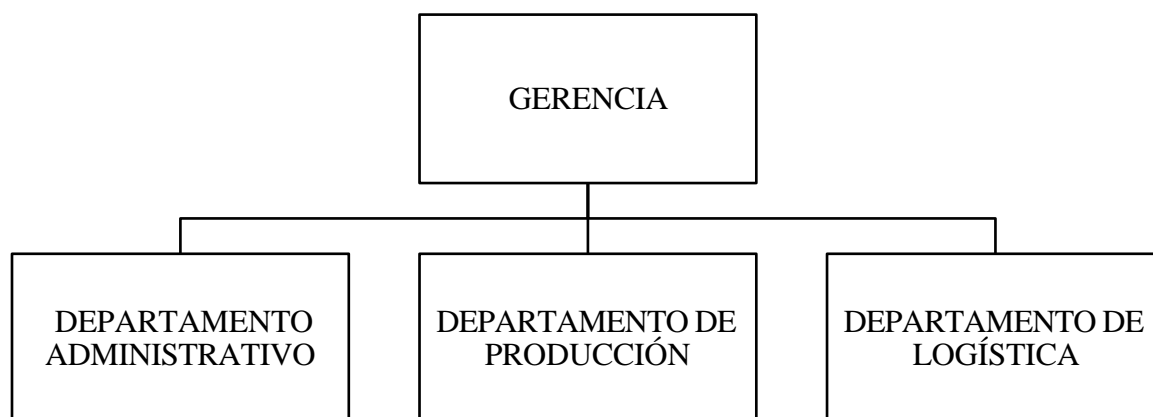 GERENCIA
DEPARTAMENTO
ADMINISTRATIVO
DEPARTAMENTO DE
PRODUCCIÓN
DEPARTAMENTO DE
LOGÍSTICA